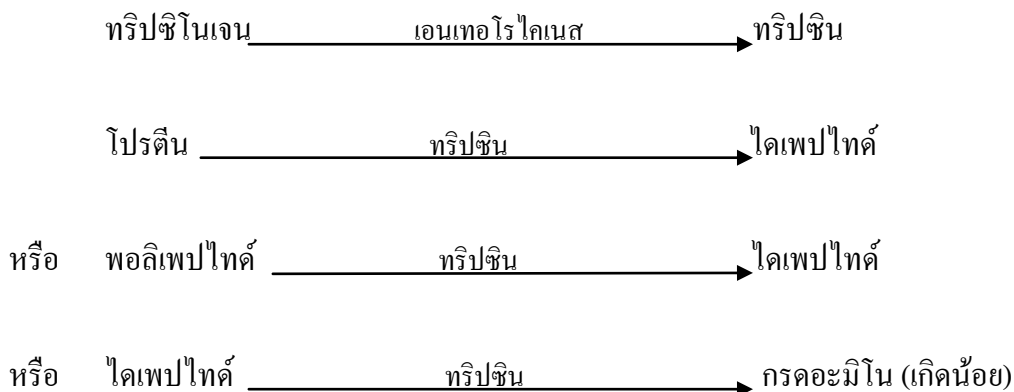 ทริปซิโนเจน เอนเทอโรไคเนส ทริปซิน
โปรตีน ทริปซิน ไดเพปไทด์
หรือ พอลิเพปไทด์ ทริปซิน ไดเพปไทด์
หรือ ไดเพปไทด์ ทริปซิน กรดอะมิโน (เกิดน้อย)